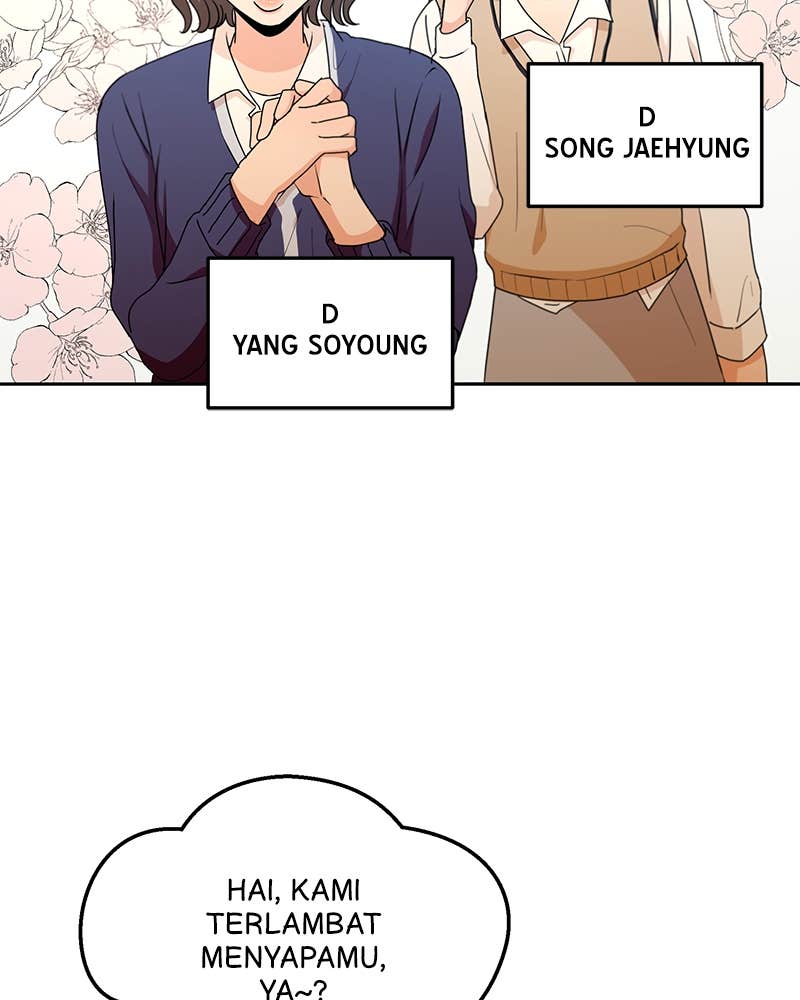 D
SONG JAEHYUNG
D
YANG SOYOUNG
HAI, KAMI
TERLAMBAT
MENYAPAMU,
YA~?